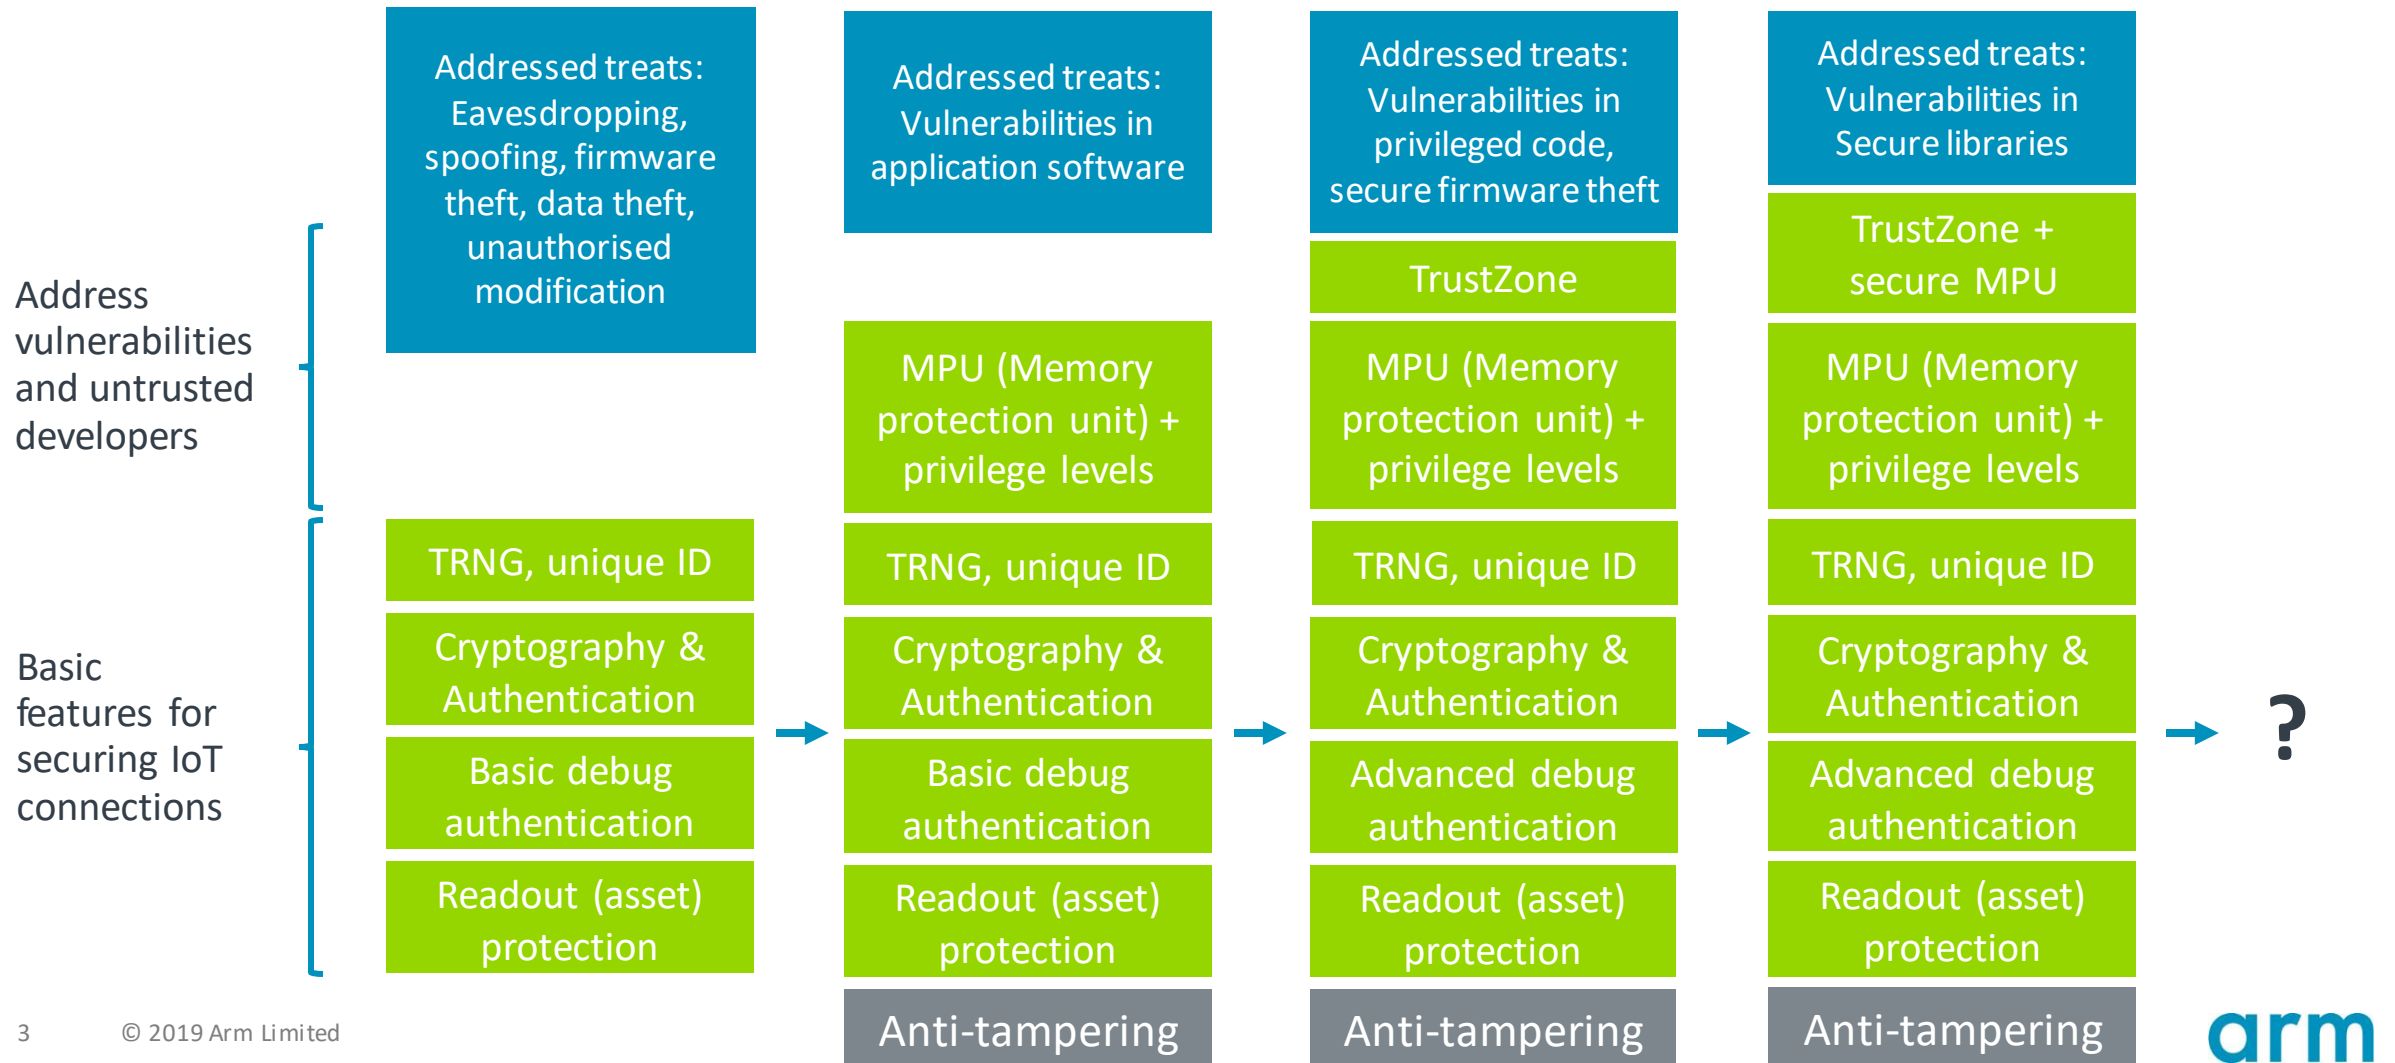 Address
vulnerabilities
and untrusted
developers
Basic
features for
securing IoT
connections
Addressed treats:
Eavesdropping,
spoofing, firmware
theft, data theft,
unauthorised
modification
TRNG, unique ID
Cryptography &
Authentication
Basic debug
authentication
Readout (asset)
protection
Addressed treats:
Vulnerabilities in
application software
MPU (Memory
protection unit) +
privilege levels
TRNG, unique ID
Cryptography &
Authentication
Basic debug
authentication
Readout (asset)
protection
Anti-tampering
Addressed treats:
Vulnerabilities in
privileged code,
secure firmware theft
TrustZone
MPU (Memory
protection unit) +
privilege levels
TRNG, unique ID
Cryptography &
Authentication
Advanced debug
authentication
Readout (asset)
protection
Anti-tampering
Addressed treats:
Vulnerabilities in
Secure libraries
TrustZone +
secure MPU
MPU (Memory
protection unit) +
privilege levels
TRNG, unique ID
Cryptography &
Authentication
Advanced debug
authentication
Readout (asset)
protection
Anti-tampering
?
3 © 2019 Arm Limited
arm